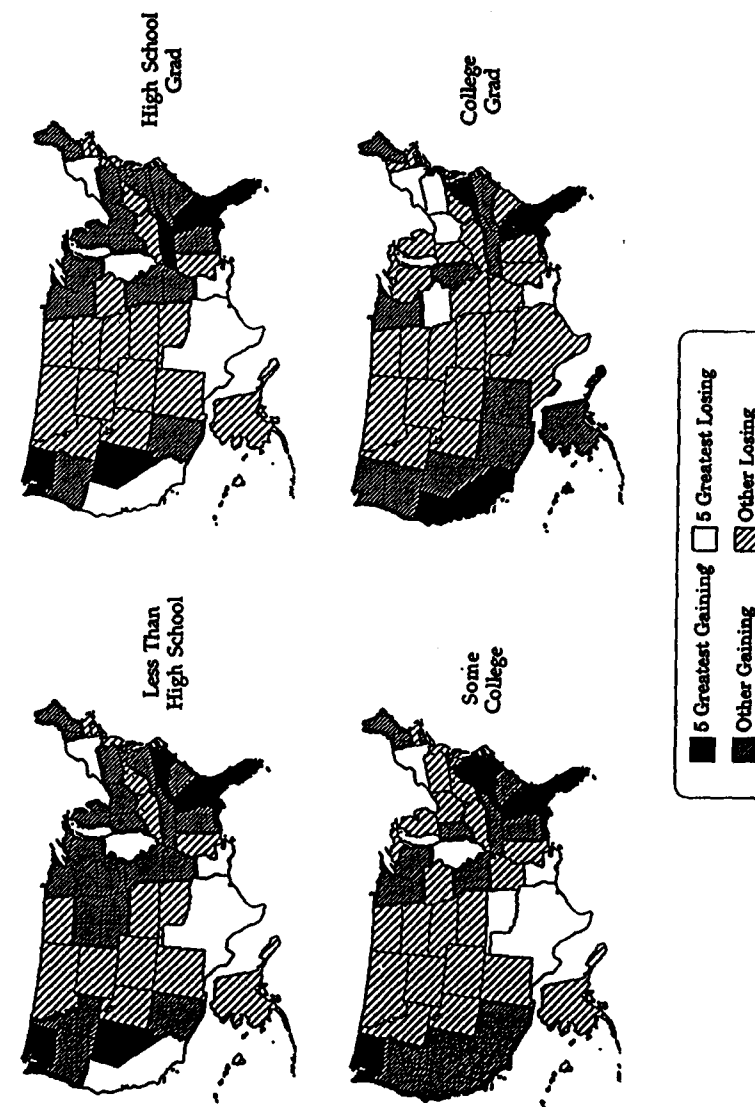 Less Than
High School
High School
Grad
Some
College
College
Grad
5 Greatest Gaining
5 Greatest Losing
Other Gaining
Other Losing